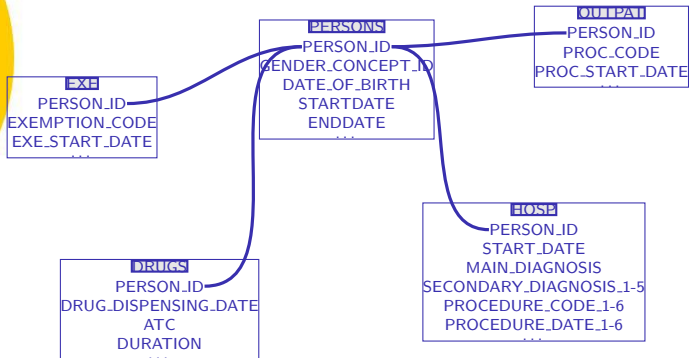 OUTPAT
PERSON_ID
PROC_CODE
PROC_START_DATE
...
PERSONS
PERSON_ID
GENDER_CONCEPT_ID
DATE_OF_BIRTH
STARTDATE
ENDDATE
...
EXE
PERSON_ID
EXEMPTION_CODE
EXE_START_DATE
...
HOSP
PERSON_ID
START_DATE
MAIN_DIAGNOSIS
SECONDARY_DIAGNOSIS_1-5
PROCEDURE_CODE_1-6
PROCEDURE_DATE_1-6
...
DRUGS
PERSON_ID
DRUG_DISPENSING_DATE
ATC
DURATION
...